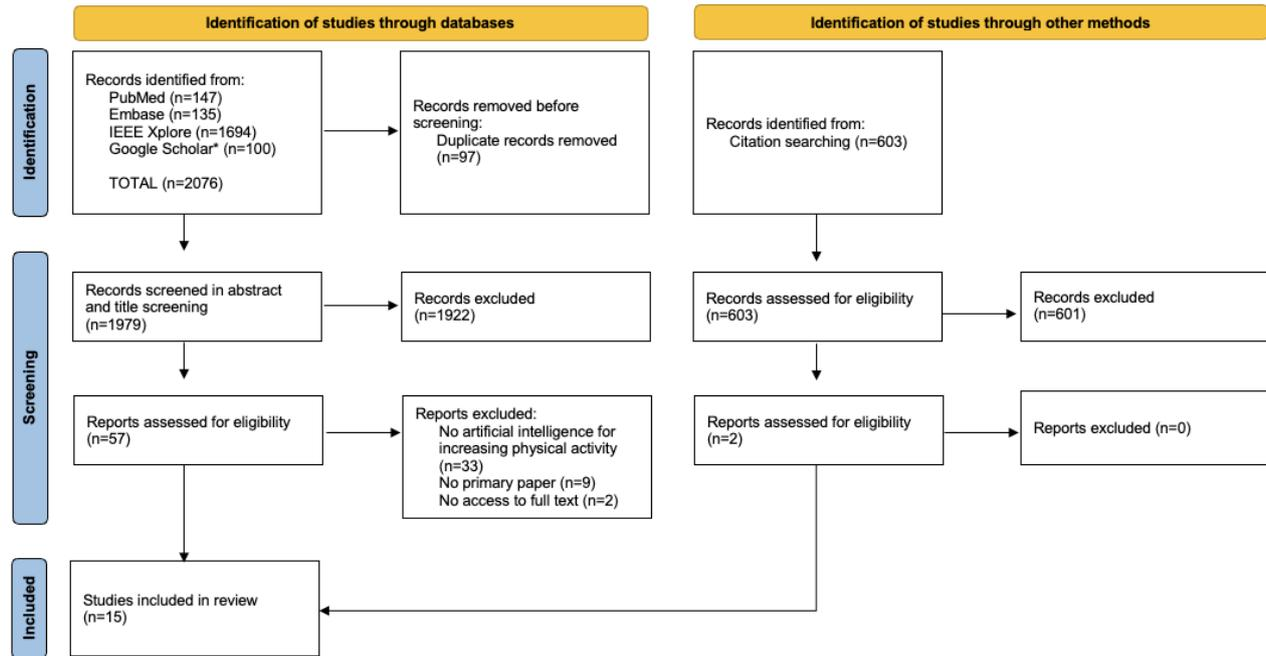 Identification of studies through databases
Identification of studies through other methods
Identification
Records identified from:
PubMed (n=147)
Embase (n=135)
IEEE Xplore (n=1694)
Google Scholar* (n=100)
TOTAL (n=2076)
Records removed before
screening:
Duplicate records removed
(n=97)
Records identified from:
Citation searching (n=603)
Screening
Records screened in abstract
and title screening
(n=1979)
Records excluded
(n=1922)
Records assessed for eligibility
(n=603)
Records excluded
(n=601)
Reports assessed for eligibility
(n=57)
Reports excluded:
No artificial intelligence for
increasing physical activity
(n=33)
No primary paper (n=9)
No access to full text (n=2)
Reports assessed for eligibility
(n=2)
Reports excluded (n=0)
Included
Studies included in review
(n=15)